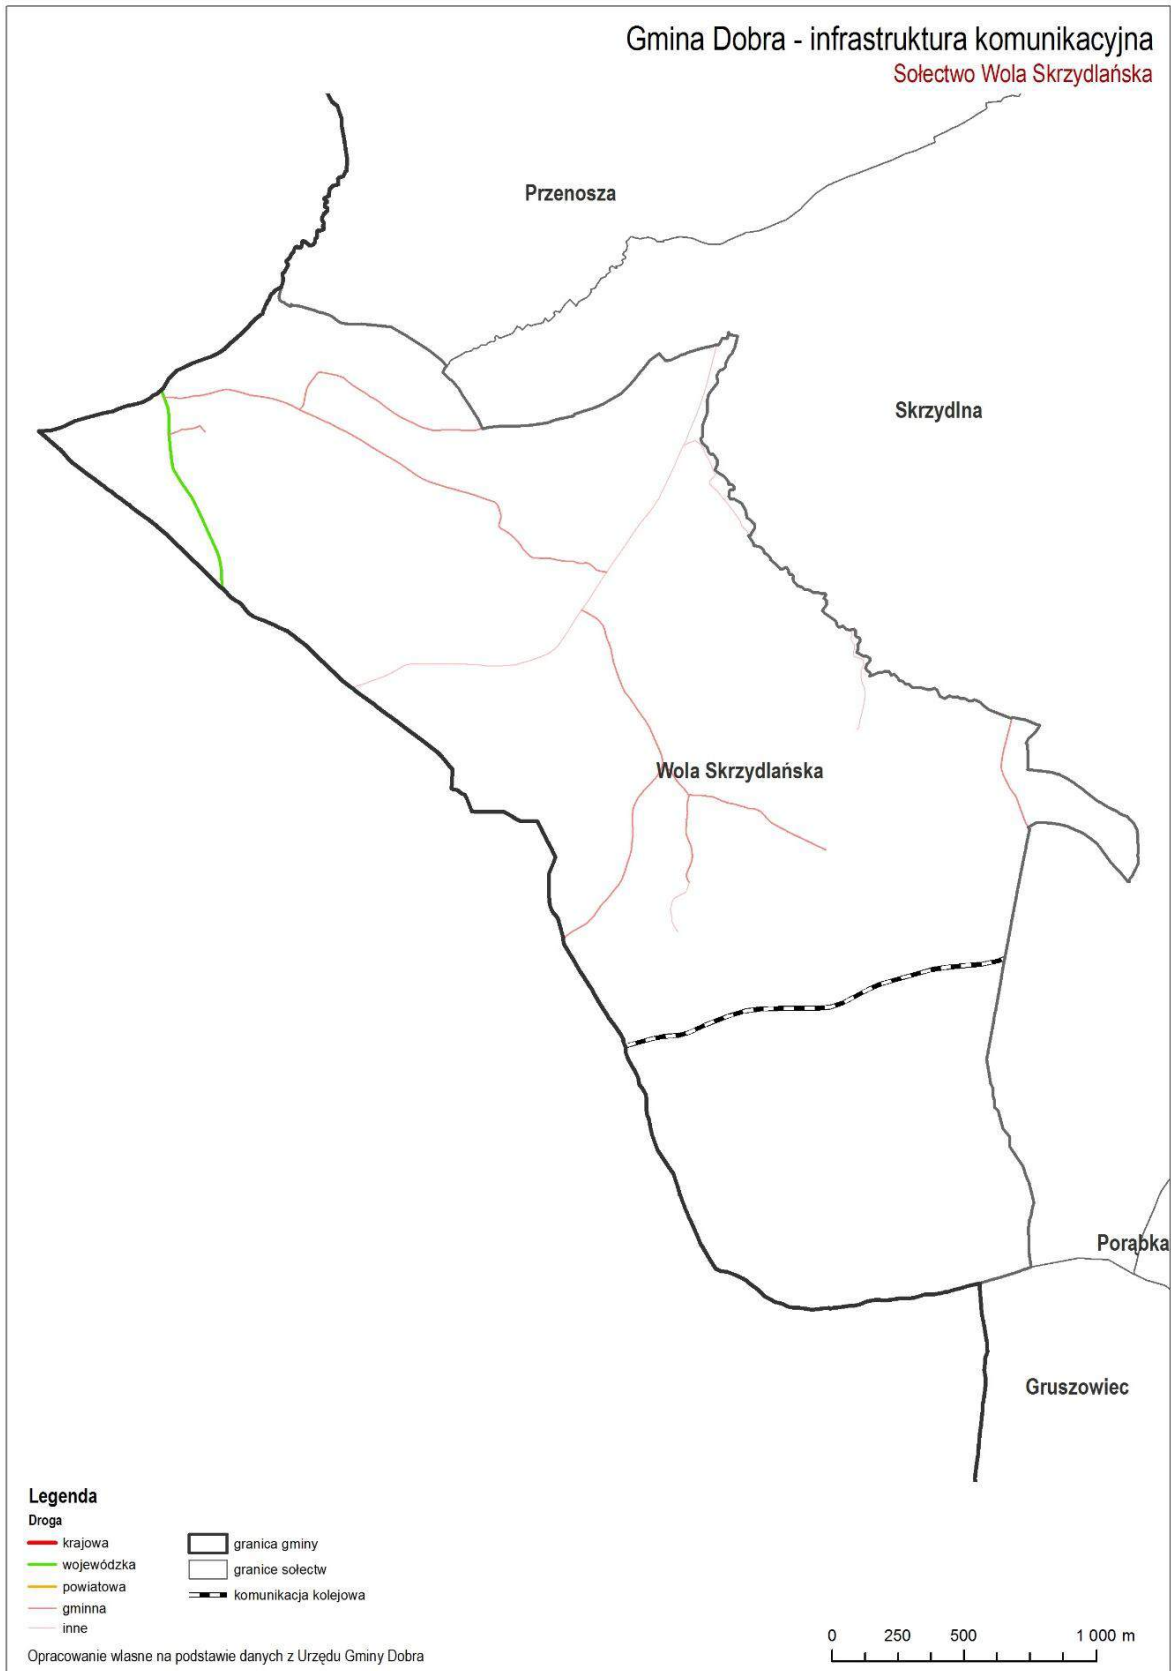 Gmina Dobra - infrastruktura komunikacyjna
Sołectwo Wola Skrzydlańska
Przenosza
Skrzydlna
Wola Skrzydlańska
Porąbka
Gruszowiec
Legenda
Droga
krajowa
wojewódzka
powiatowa
gminna
inne
granica gminy
granice sołectw
komunikacja kolejowa
0 250 500 1 000 m
Opracowanie własne na podstawie danych z Urzędu Gminy Dobra